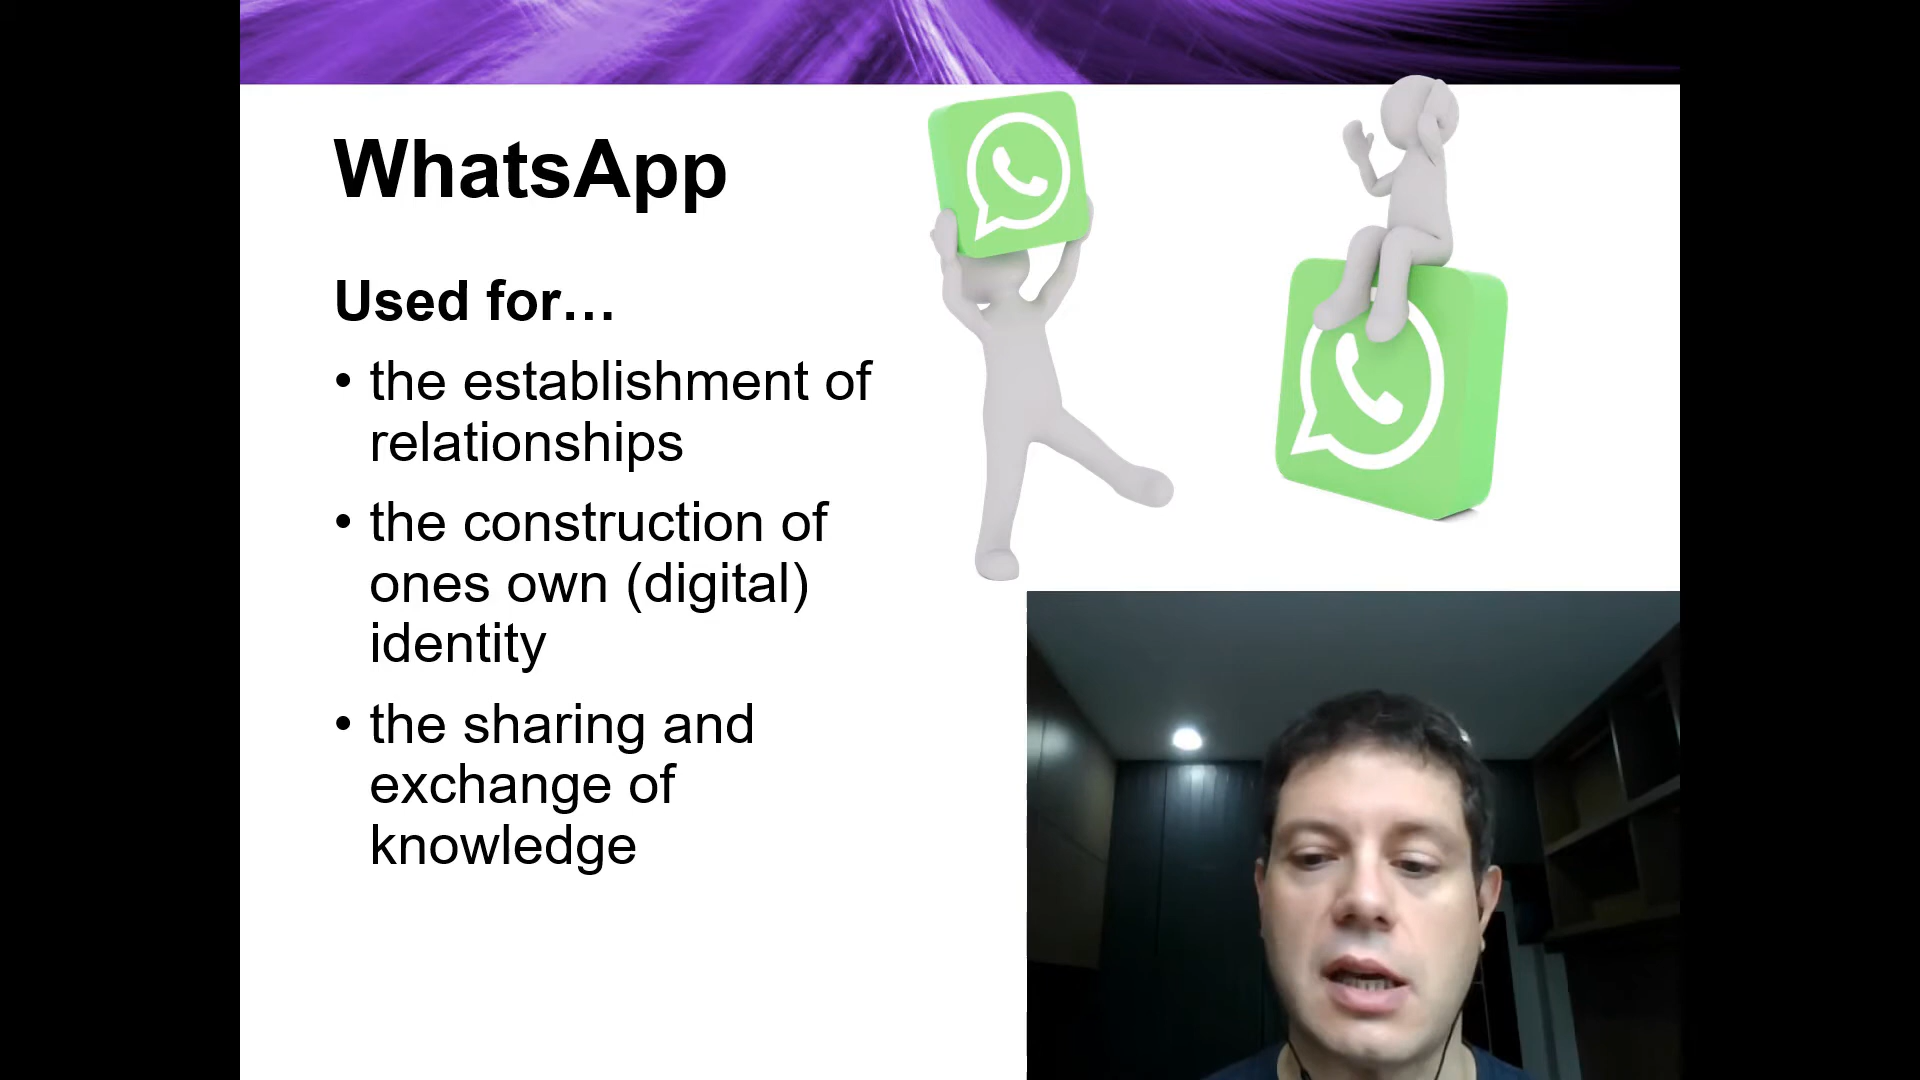 WhatsApp
Used for…
• the establishment of
relationships
• the construction of
ones own (digital)
identity
• the sharing and
exchange of
knowledge